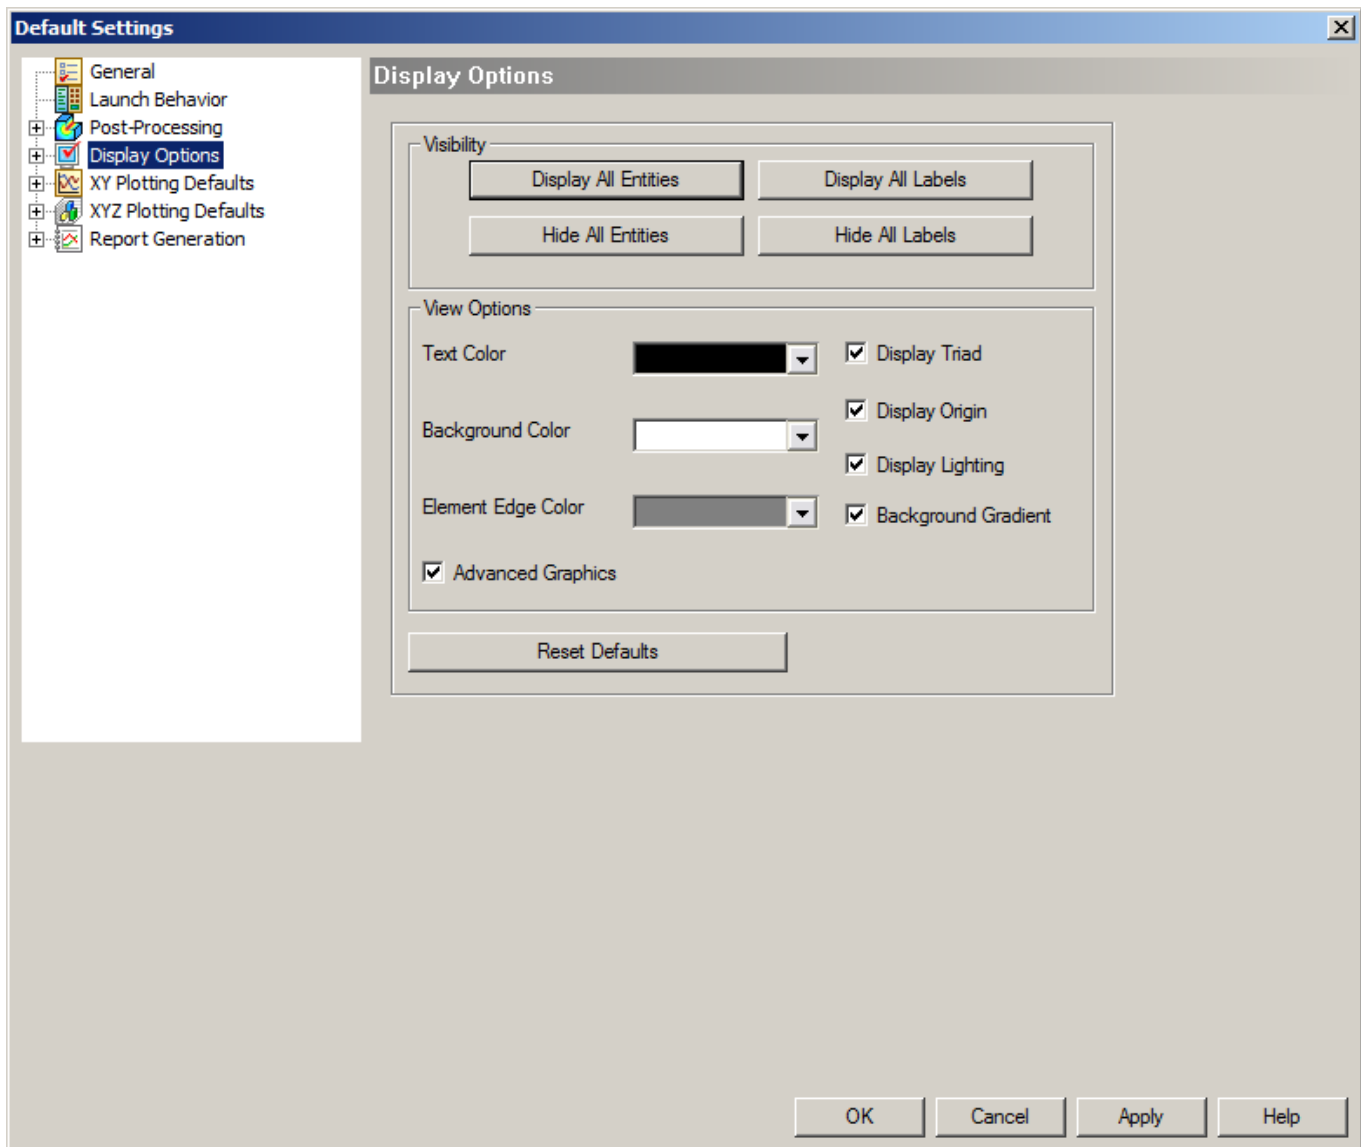 Default Settings
General
Launch Behavior
Post-Processing
Display Options
XY Plotting Defaults
XYZ Plotting Defaults
Report Generation
Display Options
Visibility
Display All Entities
Display All Labels
Hide All Entities
Hide All Labels
View Options
Text Color
Display Triad
Display Origin
Background Color
Display Lighting
Element Edge Color
Background Gradient
Advanced Graphics
Reset Defaults
OK
Cancel
Apply
Help